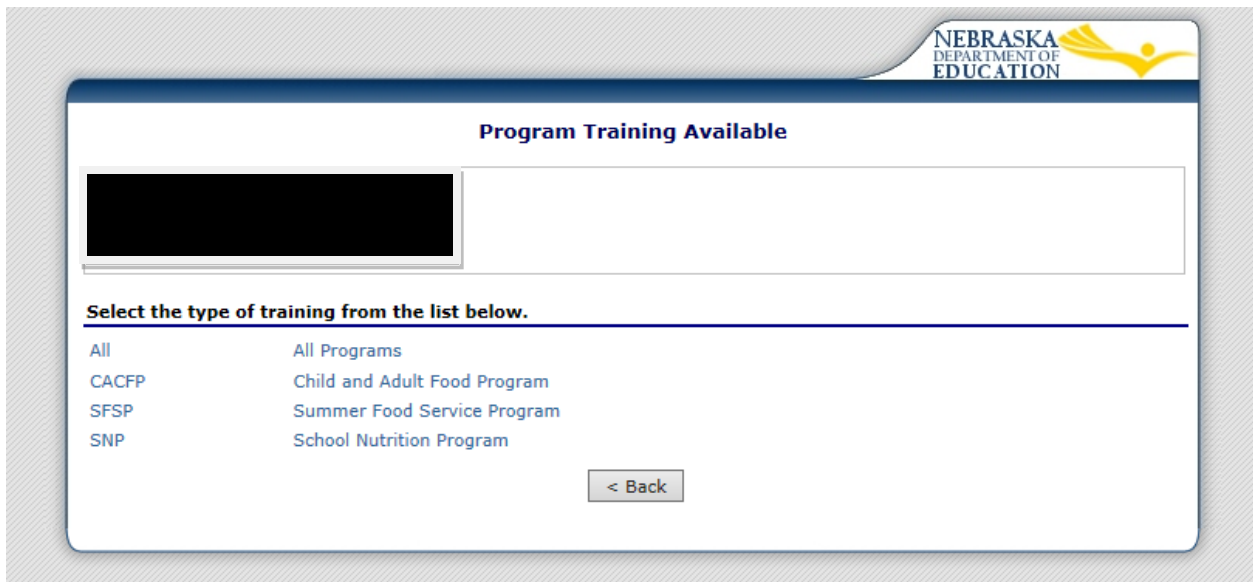 NEBRASKA
DEPARTMENT OF
EDUCATION
Program Training Available
Select the type of training from the list below.
All All Programs
CACFP Child and Adult Food Program
SFSP Summer Food Service Program
SNP School Nutrition Program
< Back